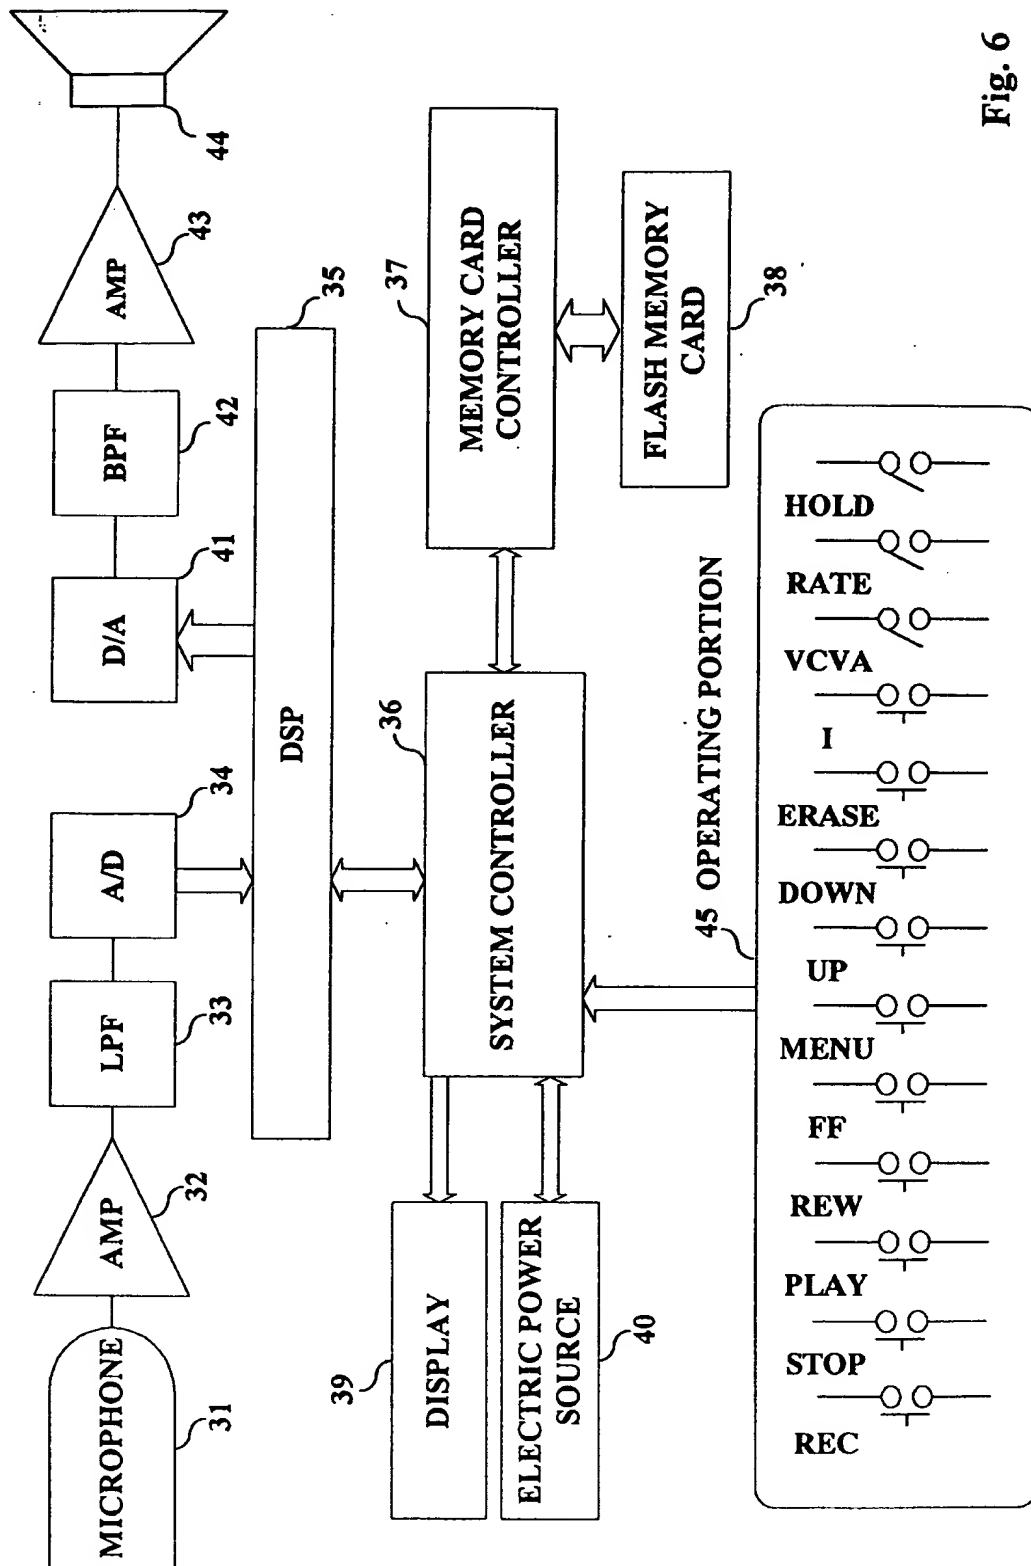 MICROPHONE
31
AMP
32
LPF
33
A/D
34
D/A
41
BPF
42
AMP
43
44
DSP
35
39
DISPLAY
ELECTRIC POWER
SOURCE
40
SYSTEM CONTROLLER
36
MEMORY CARD
CONTROLLER
37
FLASH MEMORY
CARD
38
45 OPERATING PORTION
REC
STOP
PLAY
REW
FF
MENU
UP
DOWN
ERASE
I
VCVA
RATE
HOLD
Fig. 6